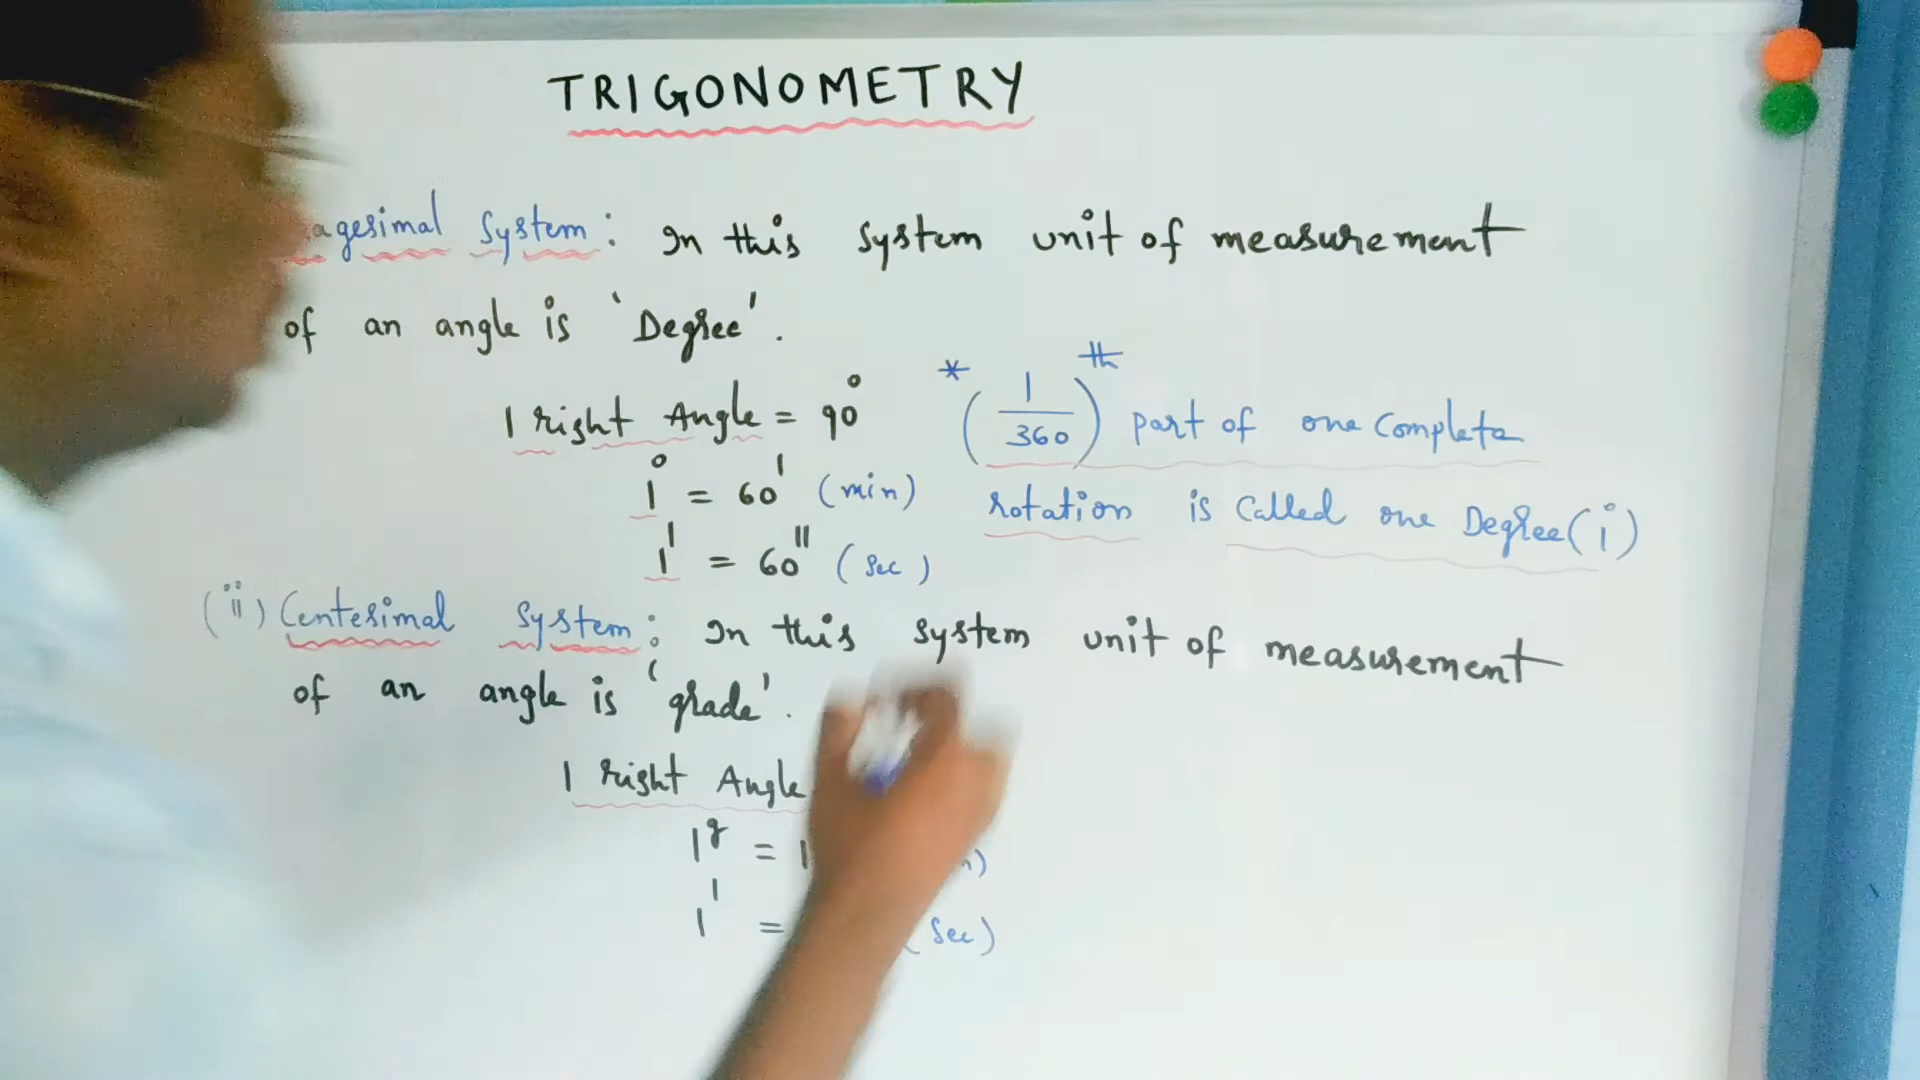 TRIGONOMETRY
agesimal System: In this system unit of measurement
of an angle is 'Degree'.
1 right Angle = 90°
1° = 60' (min)
1' = 60" (sec)
* (1/360)th part of one complete
rotation is called one Degree (1°)
(ii) Centesimal System: In this system unit of measurement
of an angle is 'grade'.
1 right Angle
1g = 1
1' = (sec)